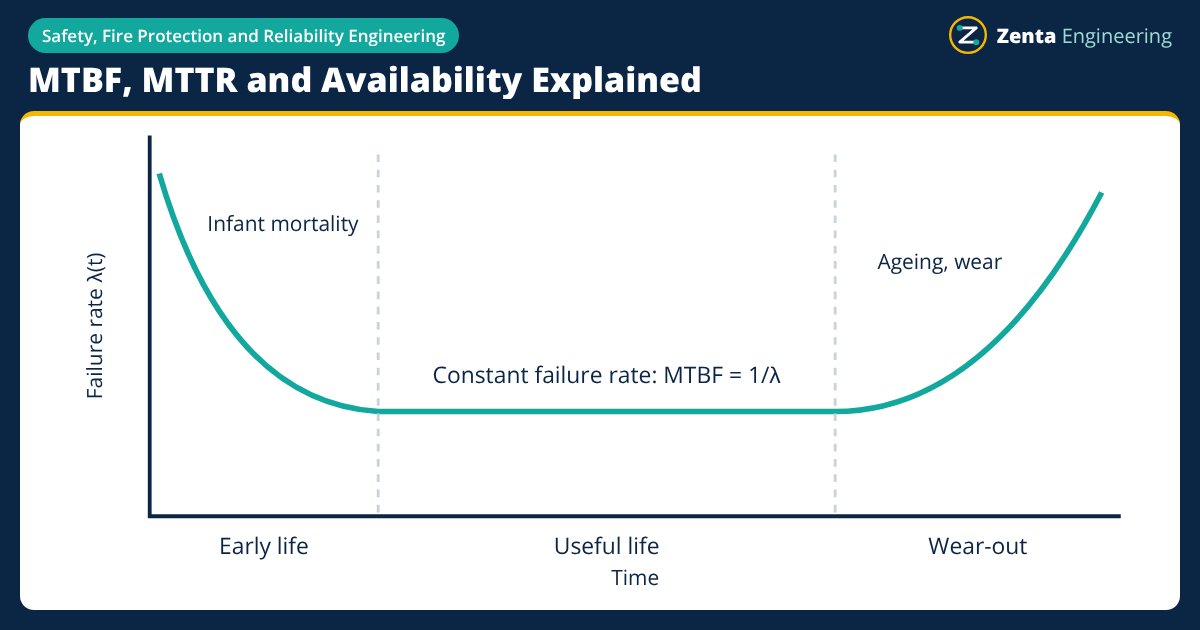 Safety, Fire Protection and Reliability Engineering
Zenta Engineering
MTBF, MTTR and Availability Explained
Infant mortality
Ageing, wear
Failure rate λ(t)
Constant failure rate: MTBF = 1/λ
Early life
Useful life
Wear-out
Time